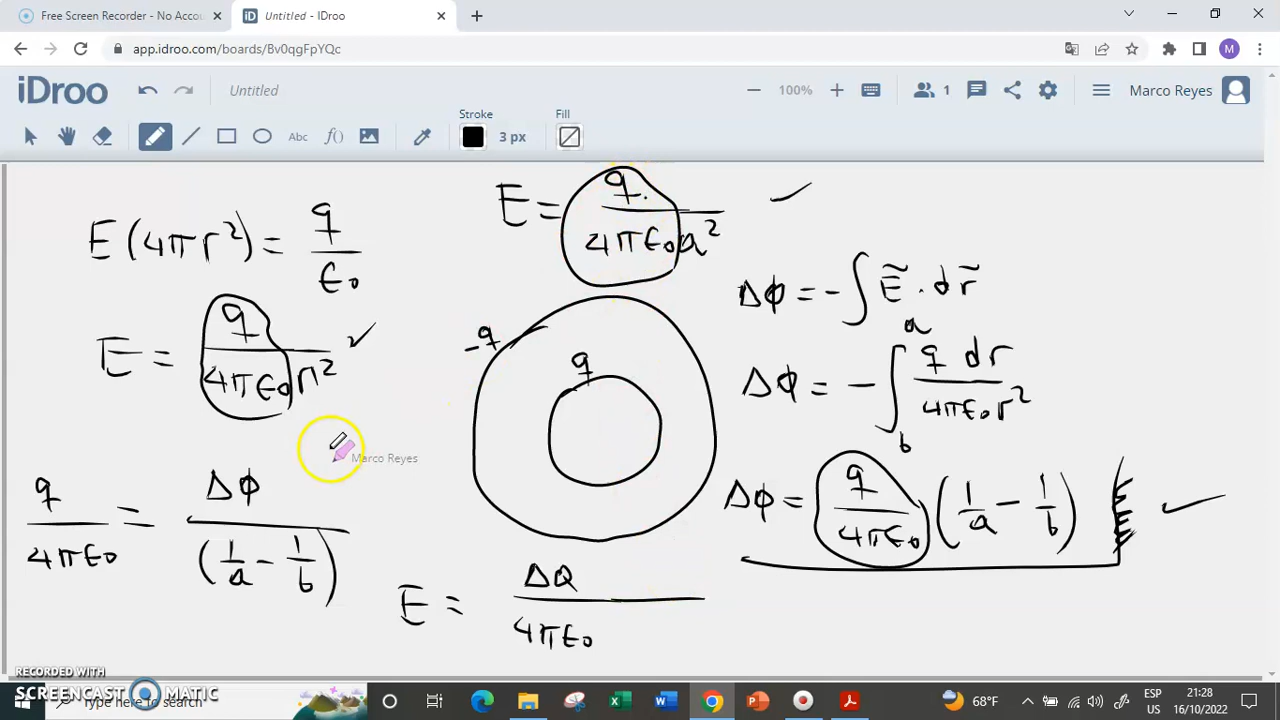 Free Screen Recorder - No Accou
Untitled - IDroo
app.idroo.com/boards/Bv0qgFpYQc
M
iDroo
Untitled
100%
1
Marco Reyes
Abc
f()
Stroke
3 px
Fill
E(4πr²) = q/ε₀
E = q/4πε₀r² ✓
q/4πε₀ = Δϕ/(1/a - 1/b)
E = q/4πε₀a² ✓
-q
q
E = ΔQ/4πε₀
Δϕ = -∫Ē·dr̄
Δϕ = -∫ₐᵇ q dr/4πε₀r²
Δϕ = q/4πε₀ (1/a - 1/b) ✓
Marco Reyes
RECORDED WITH
SCREENCAST MATIC
Type here to search
68°F
ESP
US
21:28
16/10/2022